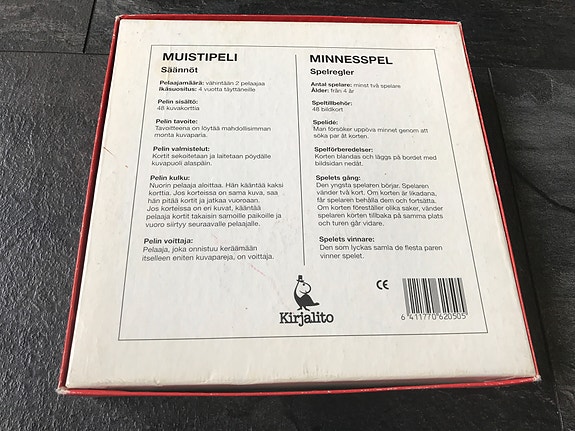 MUISTIPELI
Säännöt
Pelaajamäärä: vähintään 2 pelaajaa
Ikäsuositus: 4 vuotta täyttäneille
Pelin sisältö:
48 kuvakorttia
Pelin tavoite:
Tavoitteena on löytää mahdollisimman
monta kuvaparia.
Pelin valmistelut:
Kortit sekoitetaan ja laitetaan pöydälle
kuvapuoli alaspäin.
Pelin kulku:
Nuorin pelaaja aloittaa. Hän kääntää kaksi
korttia. Jos korteissa on sama kuva, saa
hän pitää kortit ja jatkaa vuoroaan.
Jos korteissa on eri kuvat, kääntää
pelaaja kortit takaisin samoille paikoille ja
vuoro siirtyy seuraavalle pelaajalle.
Pelin voittaja:
Pelaaja, joka onnistuu keräämään
itselleen eniten kuvapareja, on voittaja.
MINNESSPEL
Spelregler
Antal spelare: minst två spelare
Ålder: från 4 år
Speltillbehör:
48 bildkort
Spelidé:
Man försöker uppöva minnet genom att
söka par åt korten.
Spelförberedelser:
Korten blandas och läggs på bordet med
bildsidan nedåt.
Spelets gång:
Den yngsta spelaren börjar. Spelaren
vänder två kort. Om korten är likadana,
får spelaren behålla dem och fortsätta.
Om korten föreställer olika saker, vänder
spelaren korten tillbaka på samma plats
och turen går vidare.
Spelets vinnare:
Den som lyckas samla de flesta paren
vinner spelet.
Kirjalito
CE
6 411770 620505